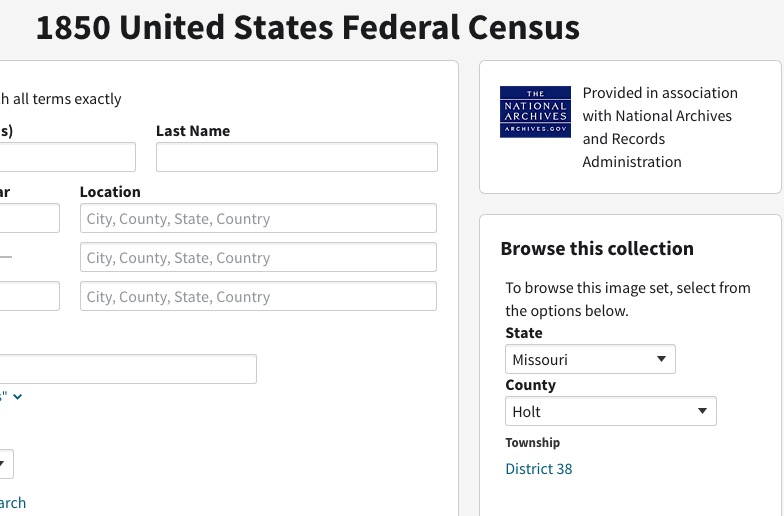 1850 United States Federal Census
h all terms exactly
s)
Last Name
ar
Location
City, County, State, Country
City, County, State, Country
City, County, State, Country
s"
arch
THE
NATIONAL
ARCHIVES
ARCHIVES.GOV
Provided in association
with National Archives
and Records
Administration
Browse this collection
To browse this image set, select from
the options below.
State
Missouri
County
Holt
Township
District 38